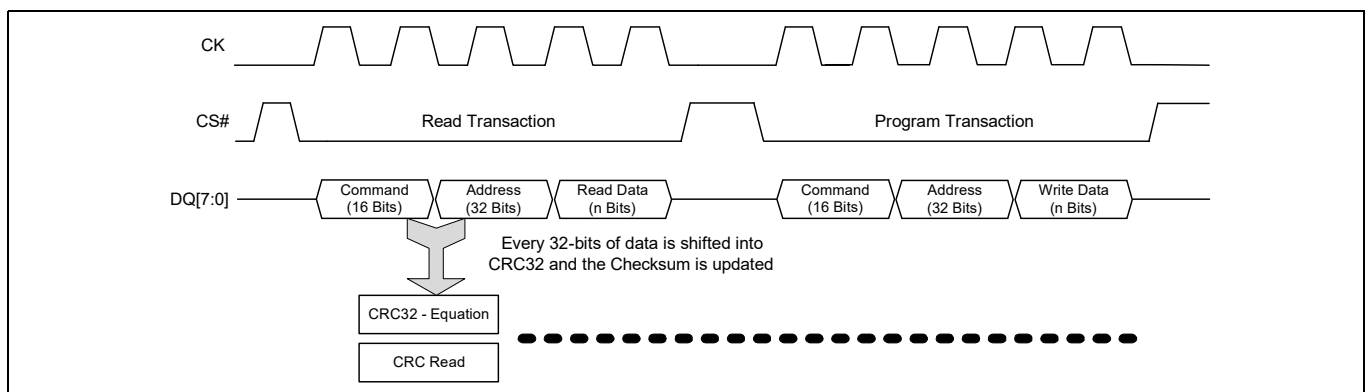 CK
CS#
Read Transaction
Program Transaction
DQ[7:0]
Command
(16 Bits)
Address
(32 Bits)
Read Data
(n Bits)
Command
(16 Bits)
Address
(32 Bits)
Write Data
(n Bits)
Every 32-bits of data is shifted into
CRC32 and the Checksum is updated
CRC32 - Equation
CRC Read